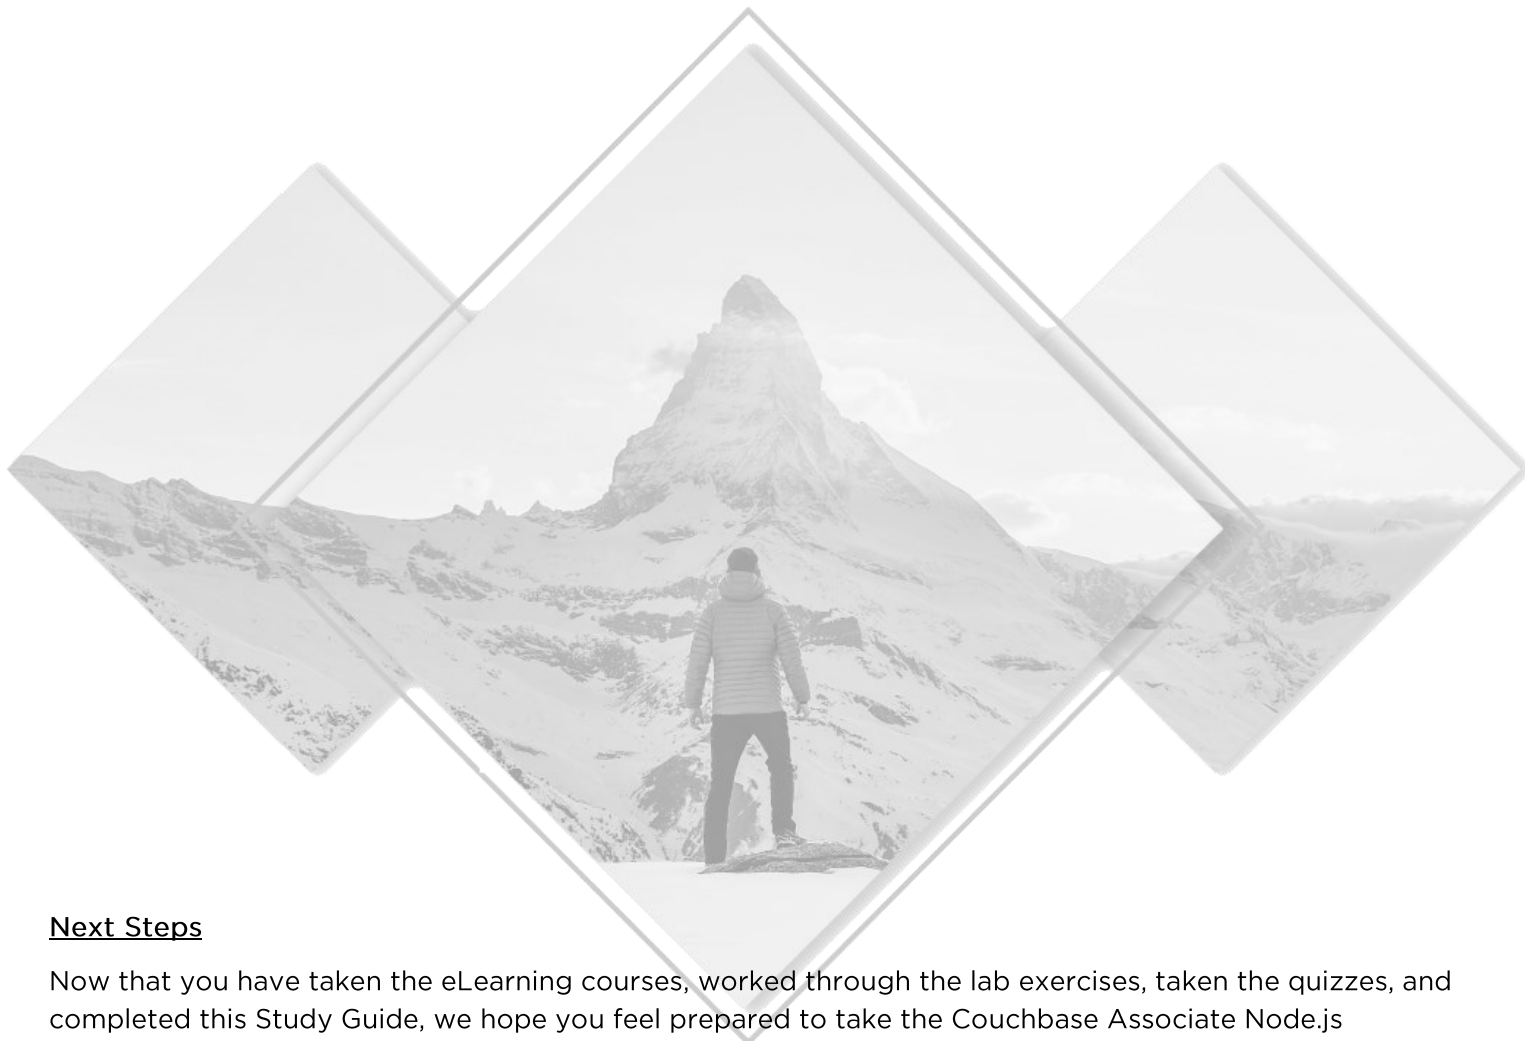 Next Steps
Now that you have taken the eLearning courses, worked through the lab exercises, taken the quizzes, and
completed this Study Guide, we hope you feel prepared to take the Couchbase Associate Node.js